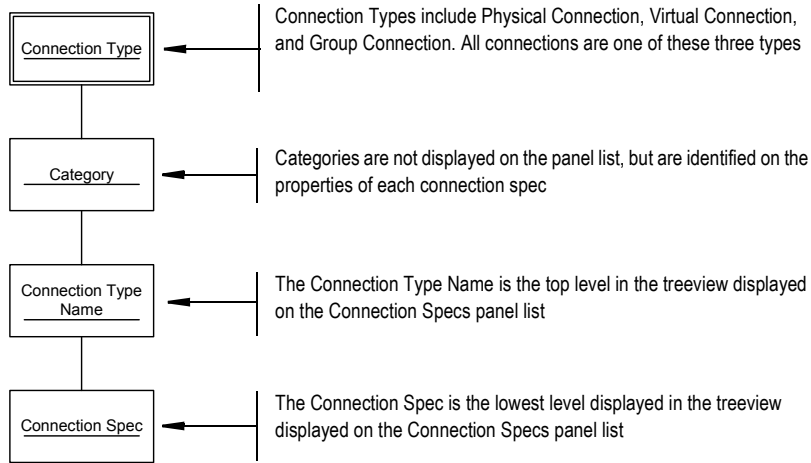 Connection Type
Connection Types include Physical Connection, Virtual Connection,
and Group Connection. All connections are one of these three types
Category
Categories are not displayed on the panel list, but are identified on the
properties of each connection spec
Connection Type
Name
The Connection Type Name is the top level in the treeview displayed
on the Connection Specs panel list
Connection Spec
The Connection Spec is the lowest level displayed in the treeview
displayed on the Connection Specs panel list